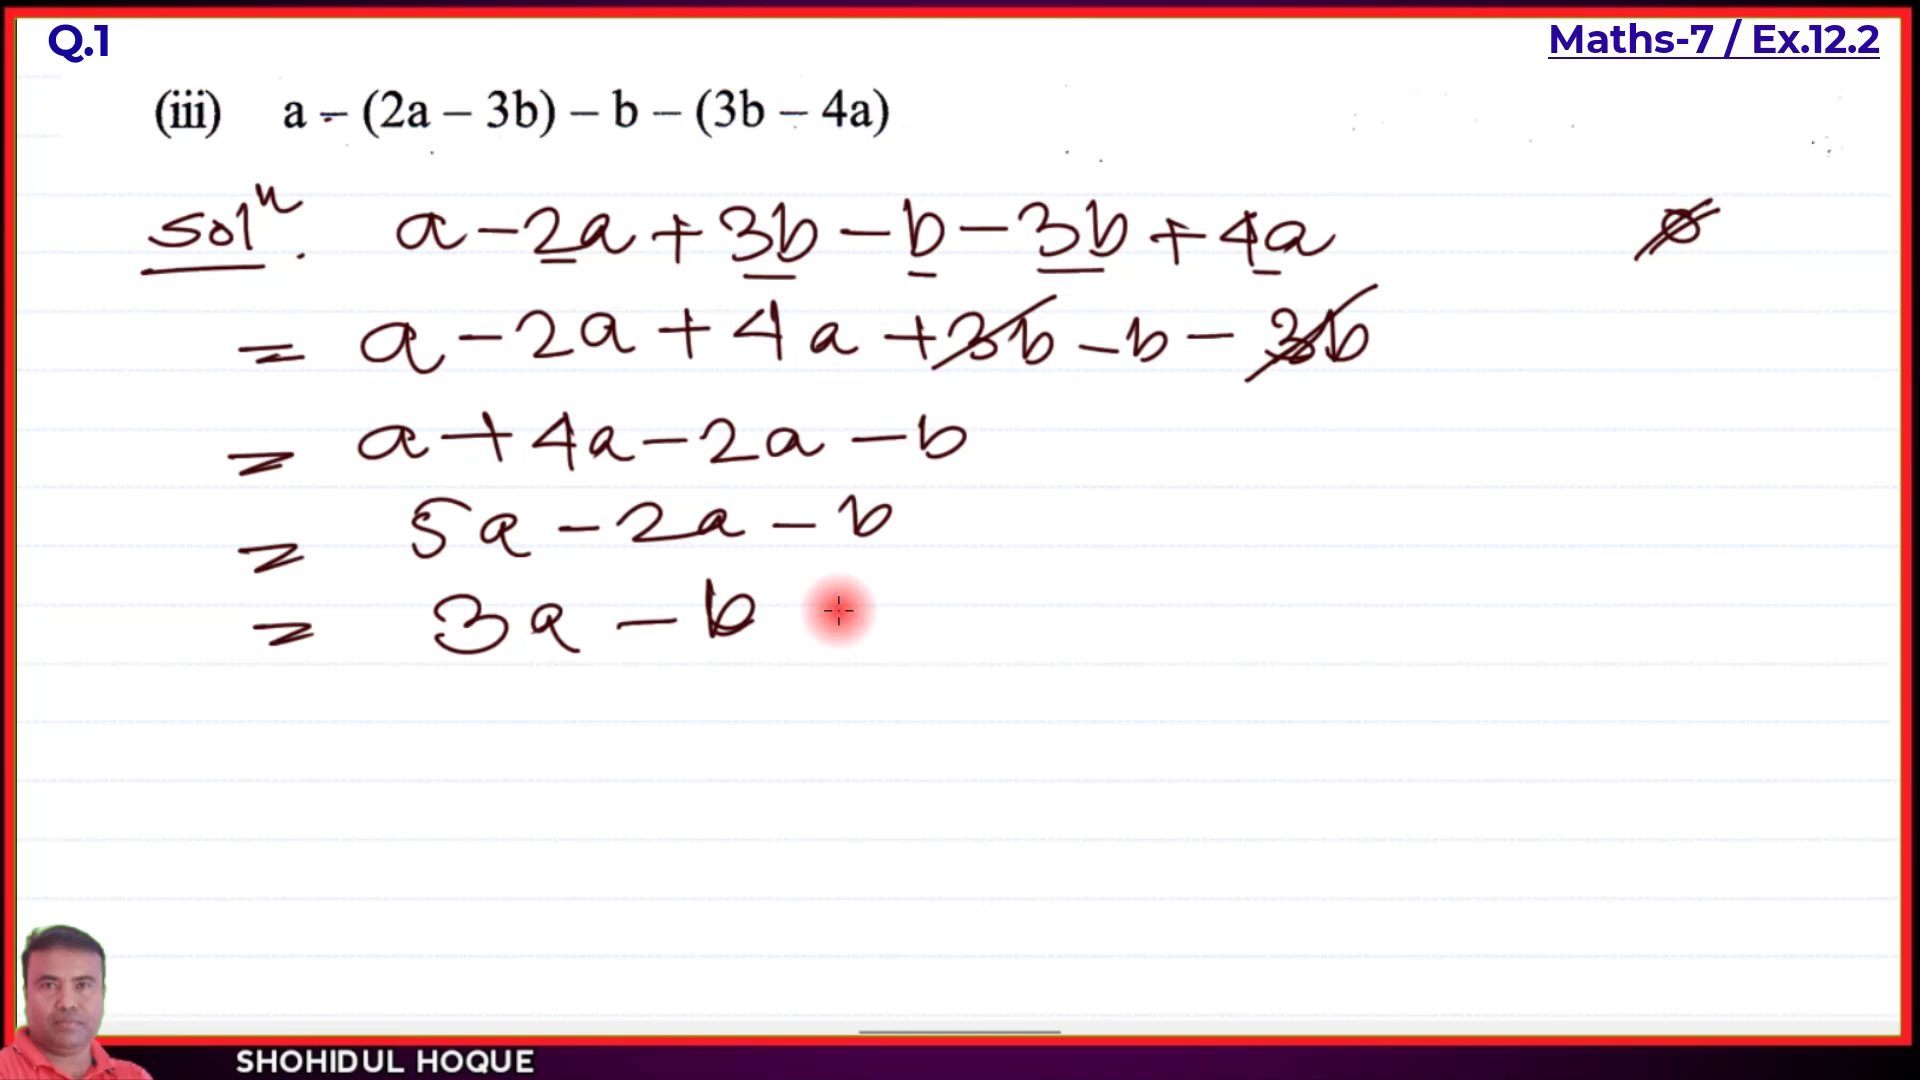 Q.1
Maths-7 / Ex.12.2
(iii) a – (2a – 3b) – b – (3b – 4a)
Solⁿ. a - 2a + 3b - b - 3b + 4a
= a - 2a + 4a + 3b - b - 3b
= a + 4a - 2a - b
= 5a - 2a - b
= 3a - b
SHOHIDUL HOQUE